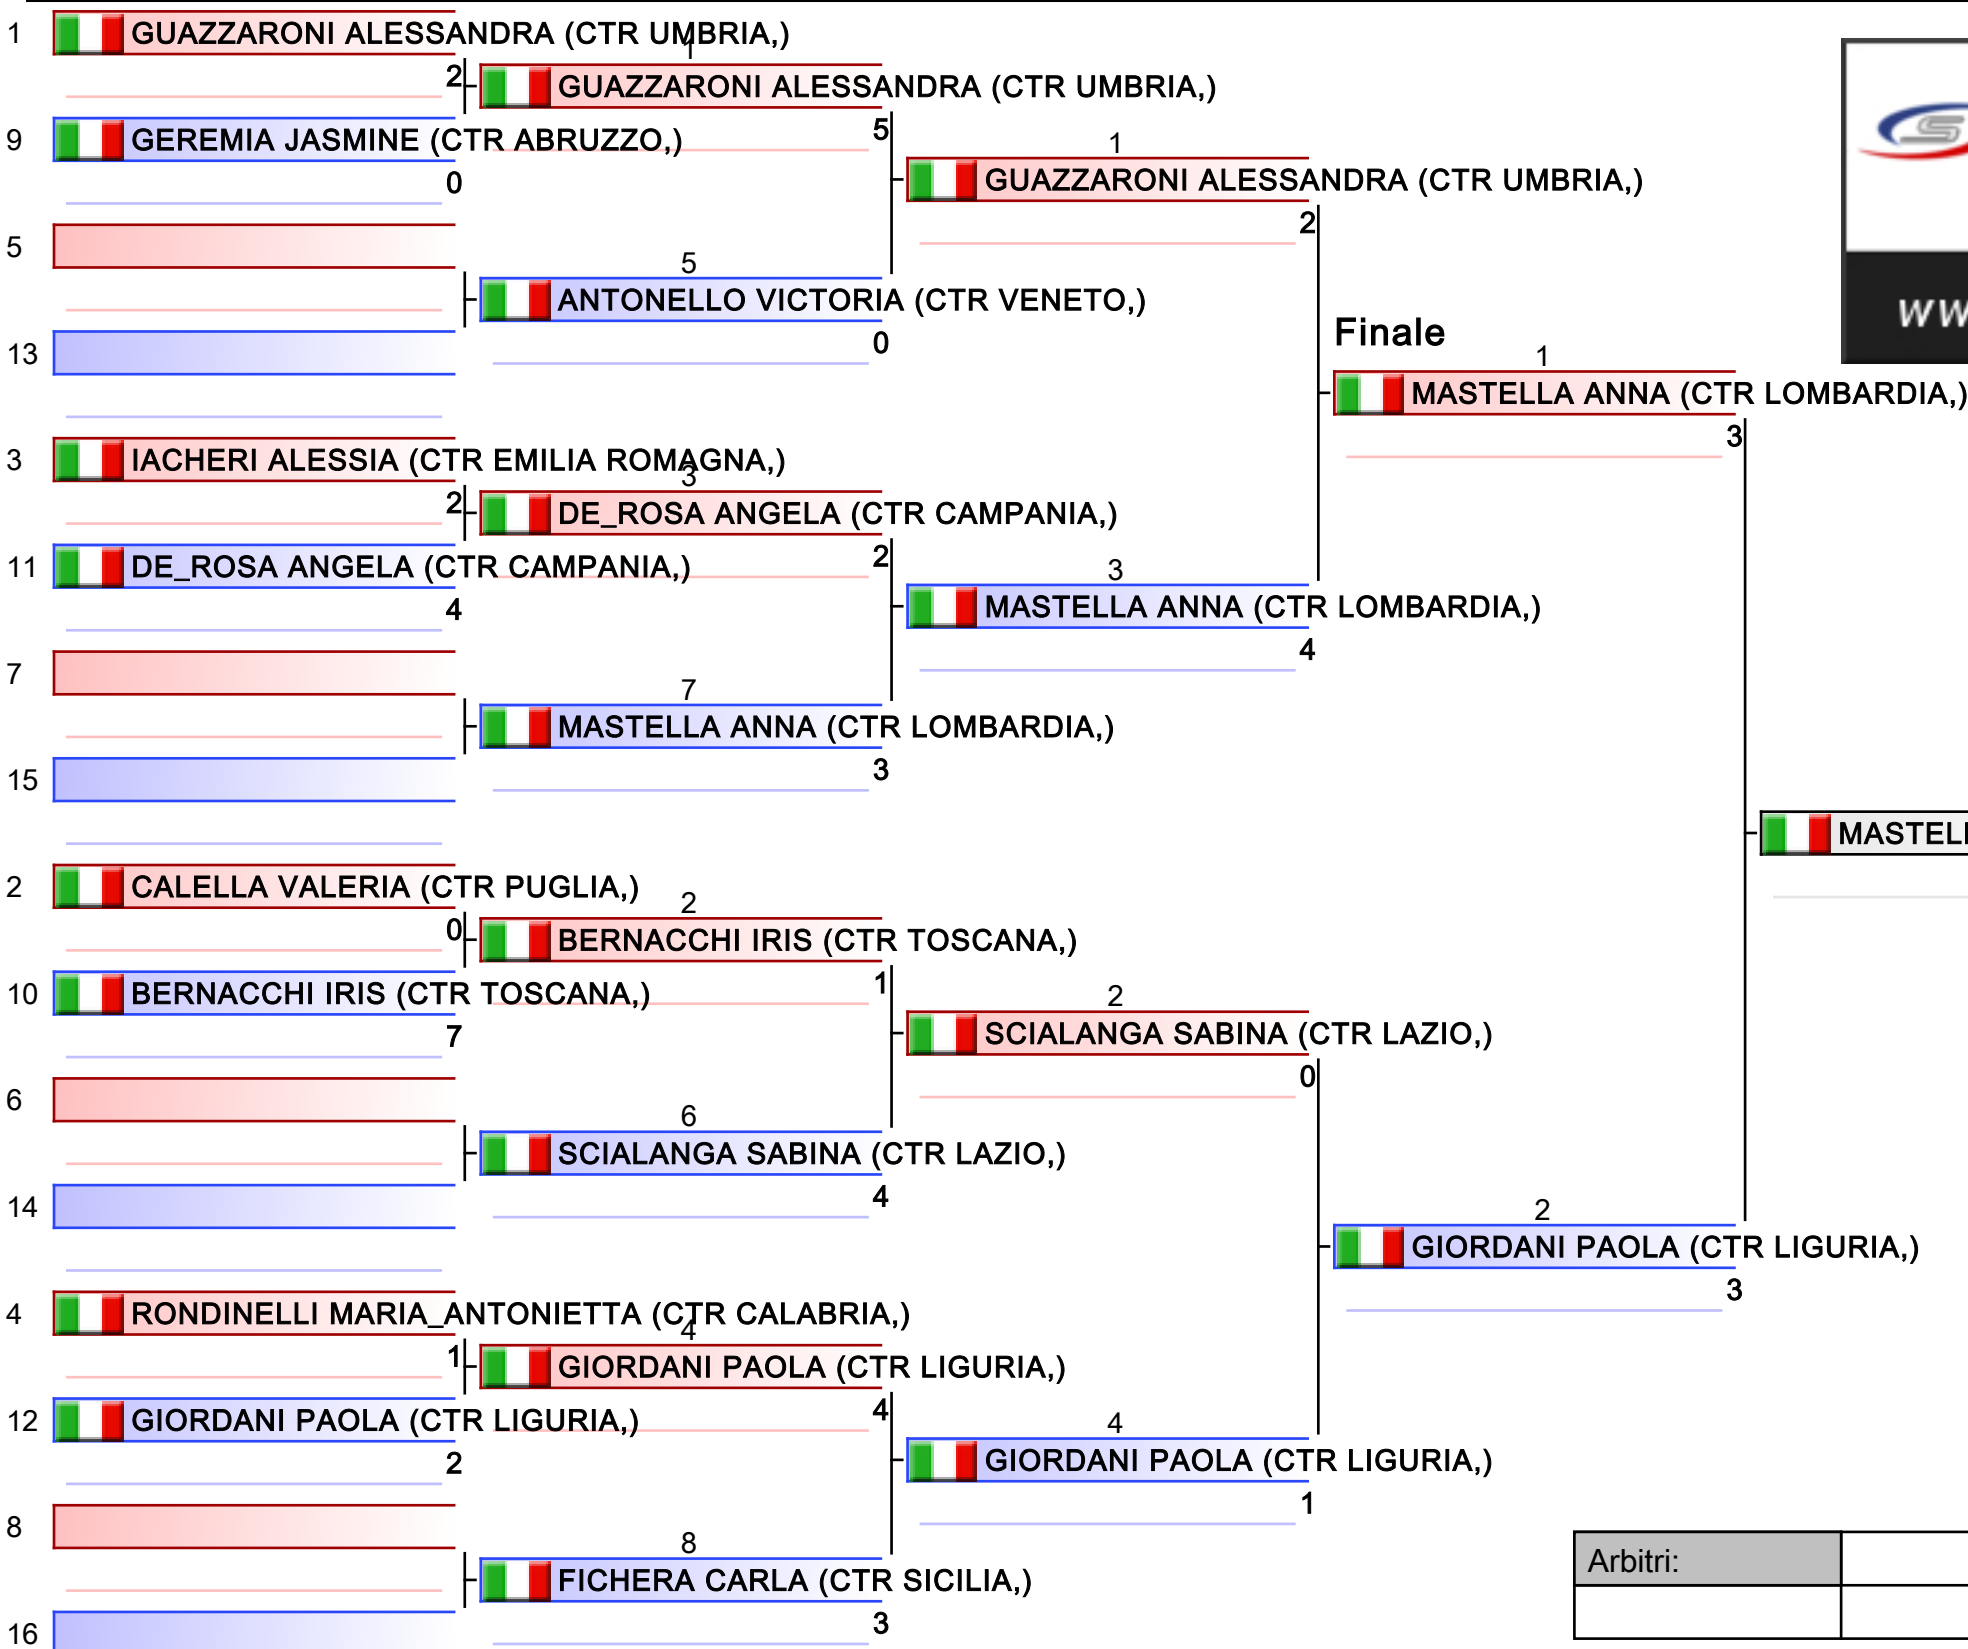 1 GUAZZARONI ALESSANDRA (CTR UMBRIA,)
2
9 GEREMIA JASMINE (CTR ABRUZZO,)
0
5
13
3 IACHERI ALESSIA (CTR EMILIA ROMAGNA,)
2
11 DE_ROSA ANGELA (CTR CAMPANIA,)
4
7
15
2 CALELLA VALERIA (CTR PUGLIA,)
0
10 BERNACCHI IRIS (CTR TOSCANA,)
7
6
14
4 RONDINELLI MARIA_ANTONIETTA (CTR CALABRIA,)
1
12 GIORDANI PAOLA (CTR LIGURIA,)
2
8
16
1
GUAZZARONI ALESSANDRA (CTR UMBRIA,)
5
5
ANTONELLO VICTORIA (CTR VENETO,)
0
3
DE_ROSA ANGELA (CTR CAMPANIA,)
2
7
MASTELLA ANNA (CTR LOMBARDIA,)
3
2
BERNACCHI IRIS (CTR TOSCANA,)
1
6
SCIALANGA SABINA (CTR LAZIO,)
4
4
GIORDANI PAOLA (CTR LIGURIA,)
4
8
FICHERA CARLA (CTR SICILIA,)
3
1
GUAZZARONI ALESSANDRA (CTR UMBRIA,)
2
3
MASTELLA ANNA (CTR LOMBARDIA,)
4
2
SCIALANGA SABINA (CTR LAZIO,)
0
4
GIORDANI PAOLA (CTR LIGURIA,)
1
Finale
1
MASTELLA ANNA (CTR LOMBARDIA,)
3
2
GIORDANI PAOLA (CTR LIGURIA,)
3
S
Arbitri: